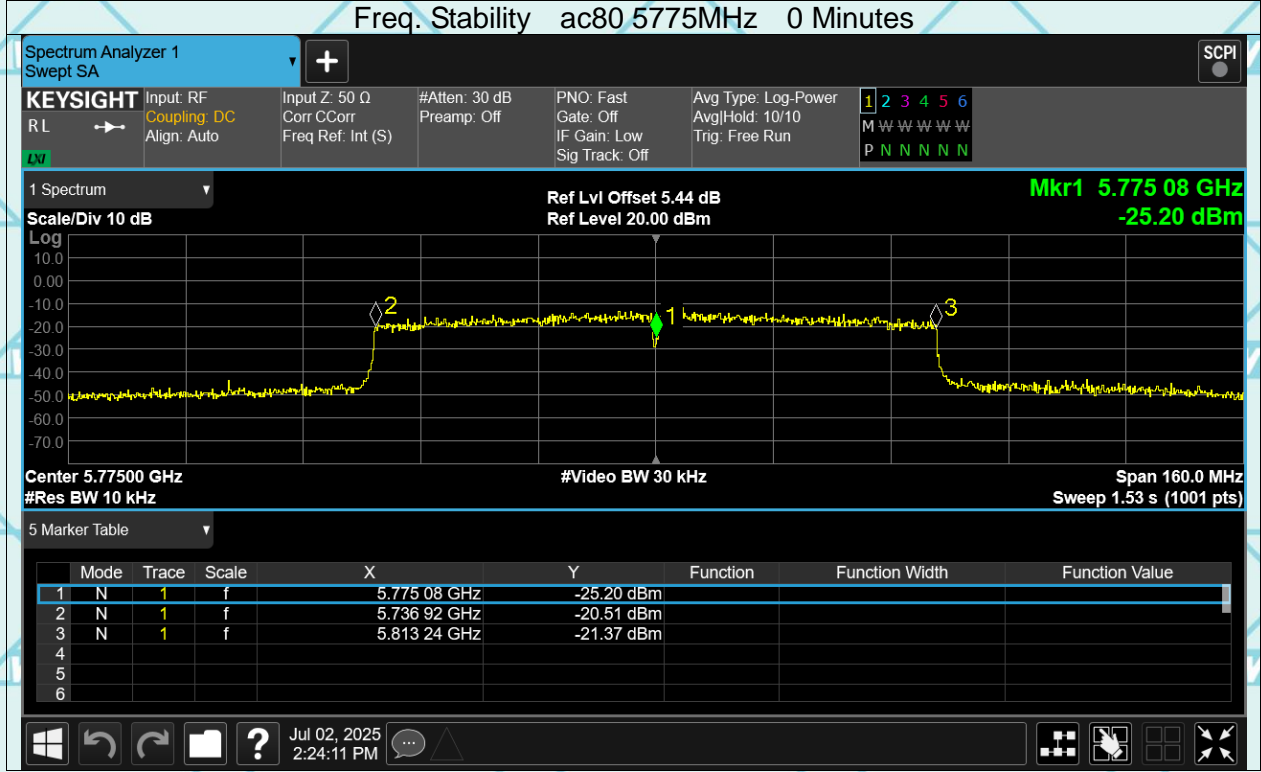 Freq. Stability ac80 5775MHz 0 Minutes
Spectrum Analyzer 1
Swept SA
+
SCPI
KEYSIGHT
RL
LXI
Input: RF
Coupling: DC
Align: Auto
Input Z: 50 Ω
Corr CCorr
Freq Ref: Int (S)
#Atten: 30 dB
Preamp: Off
PNO: Fast
Gate: Off
IF Gain: Low
Sig Track: Off
Avg Type: Log-Power
Avg|Hold: 10/10
Trig: Free Run
1 2 3 4 5 6
M W W W W W W
P N N N N N N
1 Spectrum
Scale/Div 10 dB
Ref Lvl Offset 5.44 dB
Ref Level 20.00 dBm
Mkr1 5.775 08 GHz
-25.20 dBm
Log
10.0
0.00
-10.0
-20.0
-30.0
-40.0
-50.0
-60.0
-70.0
2
1
3
Center 5.77500 GHz
#Video BW 30 kHz
Span 160.0 MHz
#Res BW 10 kHz
Sweep 1.53 s (1001 pts)
5 Marker Table
Mode Trace Scale X Y Function Function Width Function Value
1 N 1 f 5.775 08 GHz -25.20 dBm
2 N 1 f 5.736 92 GHz -20.51 dBm
3 N 1 f 5.813 24 GHz -21.37 dBm
4
5
6
?
Jul 02, 2025
2:24:11 PM